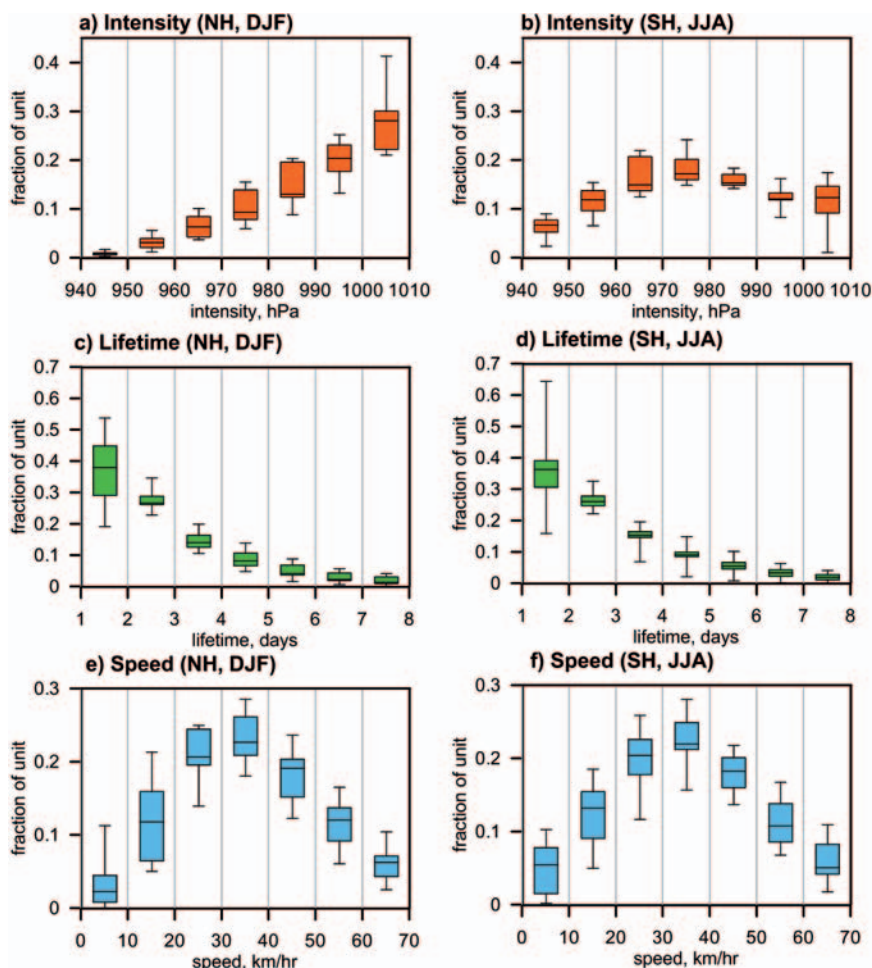 a) Intensity (NH, DJF)
fraction of unit
0.4
0.3
0.2
0.1
0
940 950 960 970 980 990 1000 1010
intensity, hPa
b) Intensity (SH, JJA)
fraction of unit
0.4
0.3
0.2
0.1
0
940 950 960 970 980 990 1000 1010
intensity, hPa
c) Lifetime (NH, DJF)
fraction of unit
0.7
0.6
0.5
0.4
0.3
0.2
0.1
0
1 2 3 4 5 6 7 8
lifetime, days
d) Lifetime (SH, JJA)
fraction of unit
0.7
0.6
0.5
0.4
0.3
0.2
0.1
0
1 2 3 4 5 6 7 8
lifetime, days
e) Speed (NH, DJF)
fraction of unit
0.3
0.2
0.1
0
0 10 20 30 40 50 60 70
speed, km/hr
f) Speed (SH, JJA)
fraction of unit
0.3
0.2
0.1
0
0 10 20 30 40 50 60 70
speed, km/hr